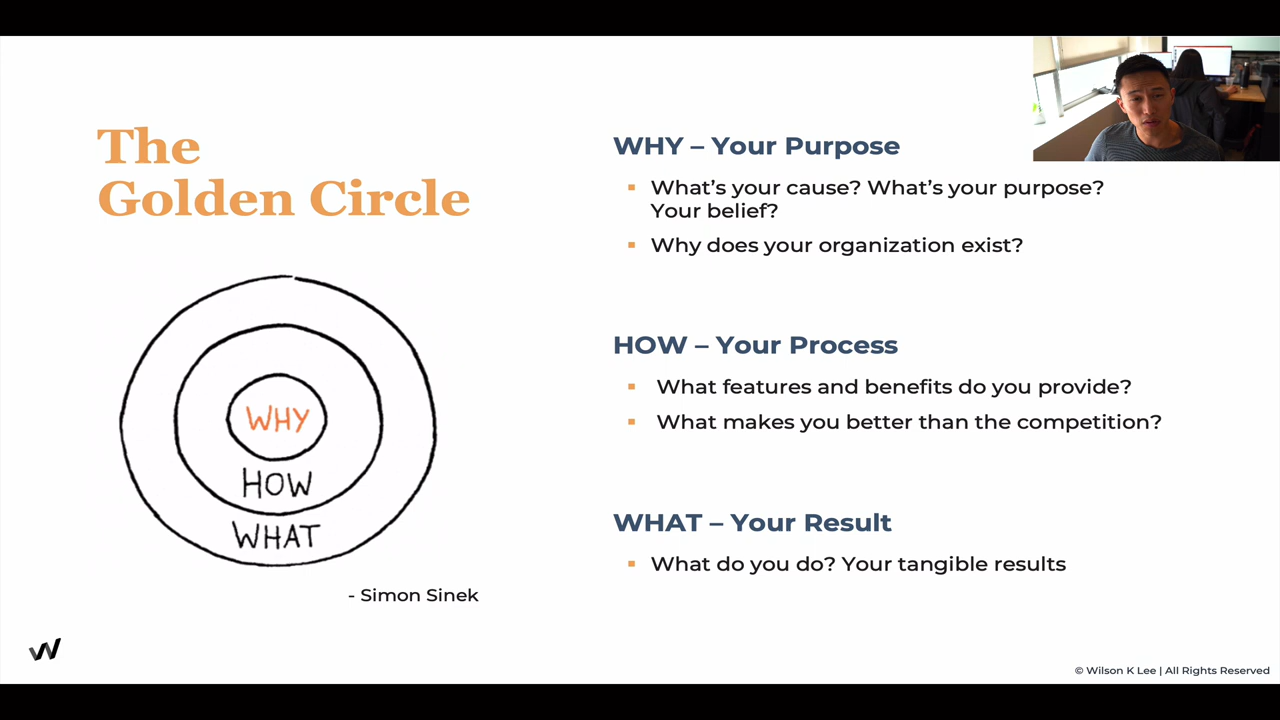 The
Golden Circle
WHY
HOW
WHAT
- Simon Sinek
WHY – Your Purpose
▪ What’s your cause? What’s your purpose?
Your belief?
▪ Why does your organization exist?
HOW – Your Process
▪ What features and benefits do you provide?
▪ What makes you better than the competition?
WHAT – Your Result
▪ What do you do? Your tangible results
© Wilson K Lee | All Rights Reserved